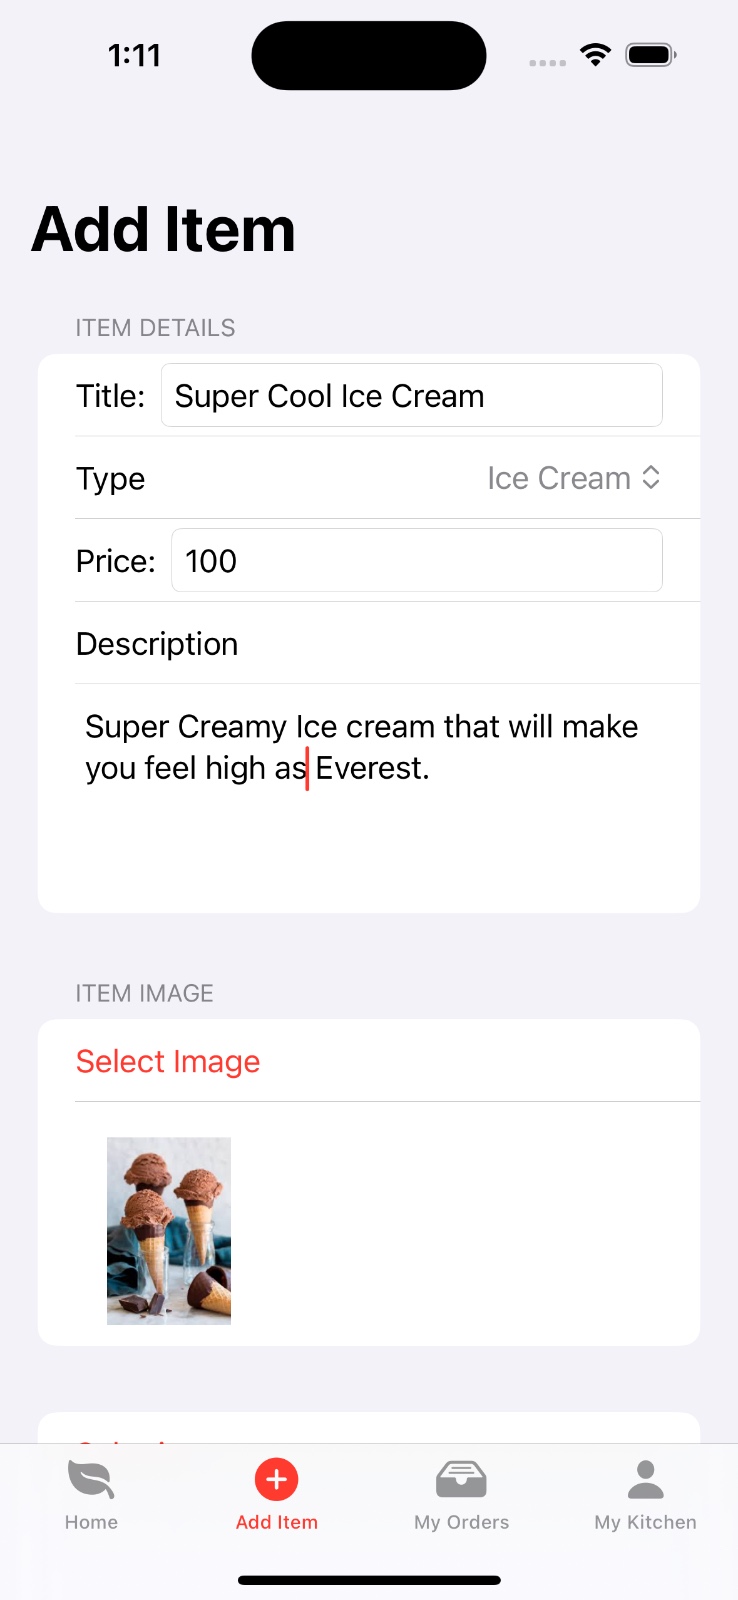 1:11
Add Item
ITEM DETAILS
Title: Super Cool Ice Cream
Type Ice Cream
Price: 100
Description
Super Creamy Ice cream that will make
you feel high as Everest.
ITEM IMAGE
Select Image
Home Add Item My Orders My Kitchen